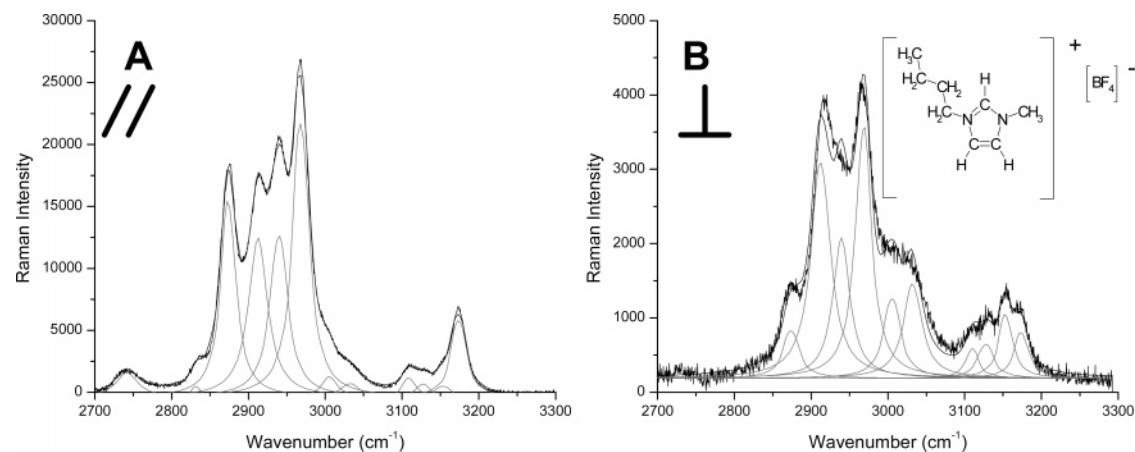 A
30000
25000
20000
15000
10000
5000
0
Raman Intensity
2700 2800 2900 3000 3100 3200 3300
Wavenumber (cm-1)
B
5000
4000
3000
2000
1000
0
Raman Intensity
2700 2800 2900 3000 3100 3200 3300
Wavenumber (cm-1)
H3C
H2C CH2 H
H2C N C N CH3
C C
H H
+
[BF4] −